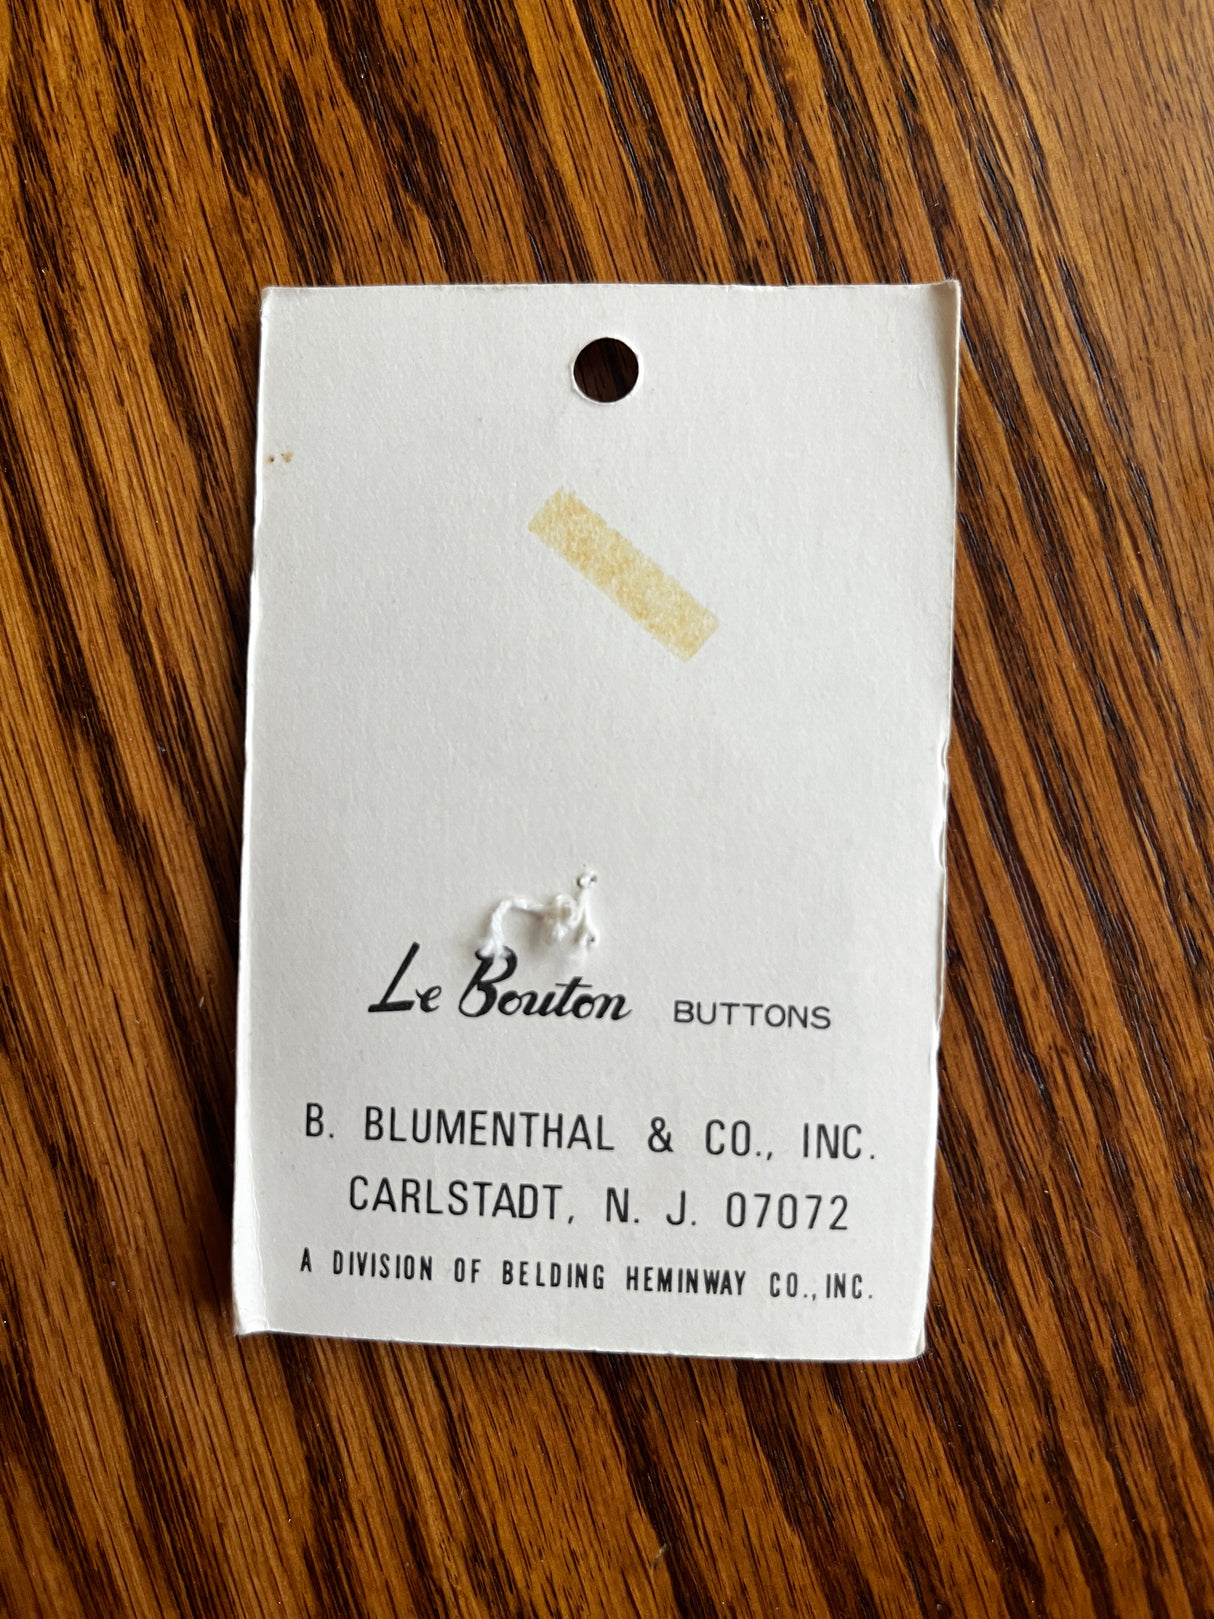 Le Bouton BUTTONS
B. BLUMENTHAL & CO., INC.
CARLSTADT, N. J. 07072
A DIVISION OF BELDING HEMINWAY CO., INC.